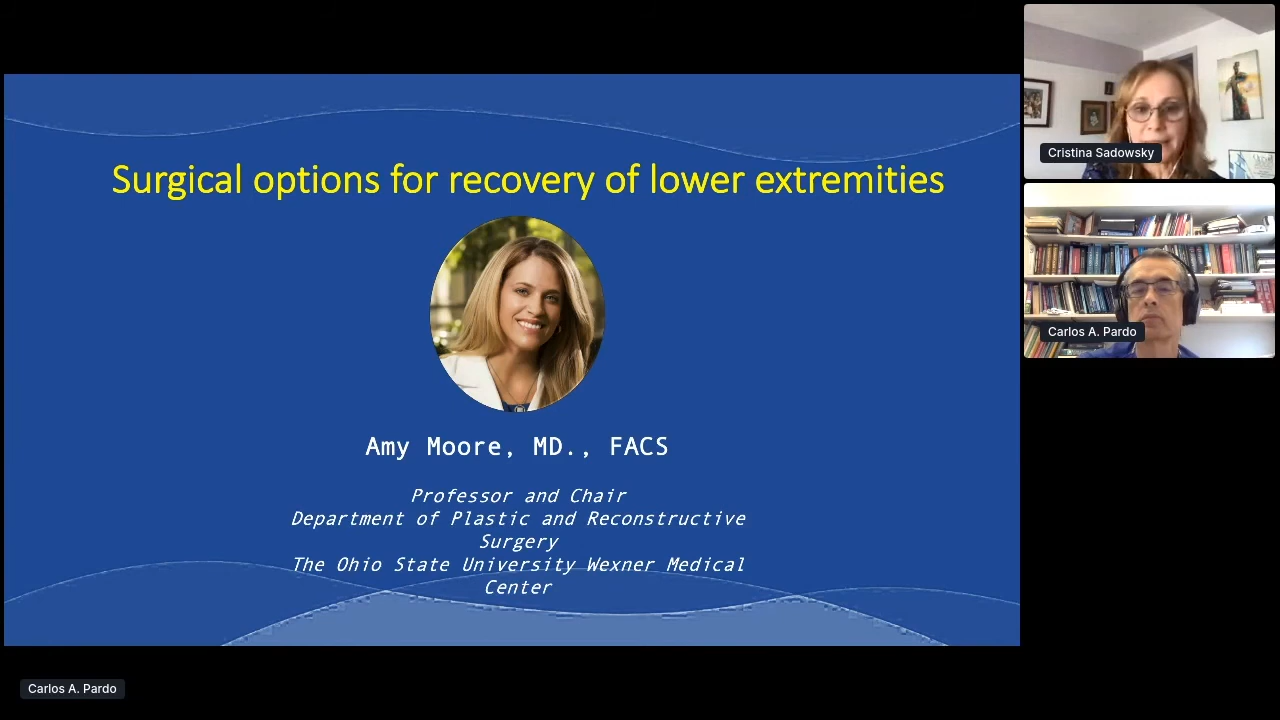 Surgical options for recovery of lower extremities
Amy Moore, MD., FACS
Professor and Chair
Department of Plastic and Reconstructive
Surgery
The Ohio State University Wexner Medical
Center
Cristina Sadowsky
Carlos A. Pardo
Carlos A. Pardo